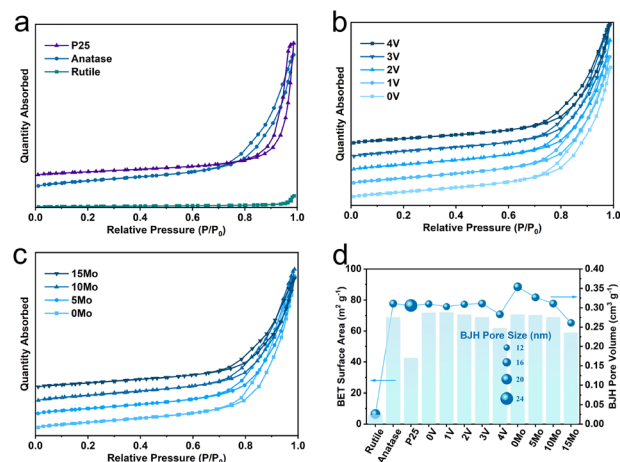 a
P25
Anatase
Rutile
Quantity Absorbed
0.0 0.2 0.4 0.6 0.8 1.0
Relative Pressure (P/P0)
b
4V
3V
2V
1V
0V
Quantity Absorbed
0.0 0.2 0.4 0.6 0.8 1.0
Relative Pressure (P/P0)
c
15Mo
10Mo
5Mo
0Mo
Quantity Absorbed
0.0 0.2 0.4 0.6 0.8 1.0
Relative Pressure (P/P0)
d
BET Surface Area (m² g⁻¹)
100
80
60
40
20
0
BJH Pore Size (nm)
12
16
20
24
0.40
0.35
0.30
0.25
0.20
0.15
0.10
0.05
0.00
BJH Pore Volume (cm³ g⁻¹)
Rutile Anatase P25 0V 1V 2V 3V 4V 0Mo 5Mo 10Mo 15Mo